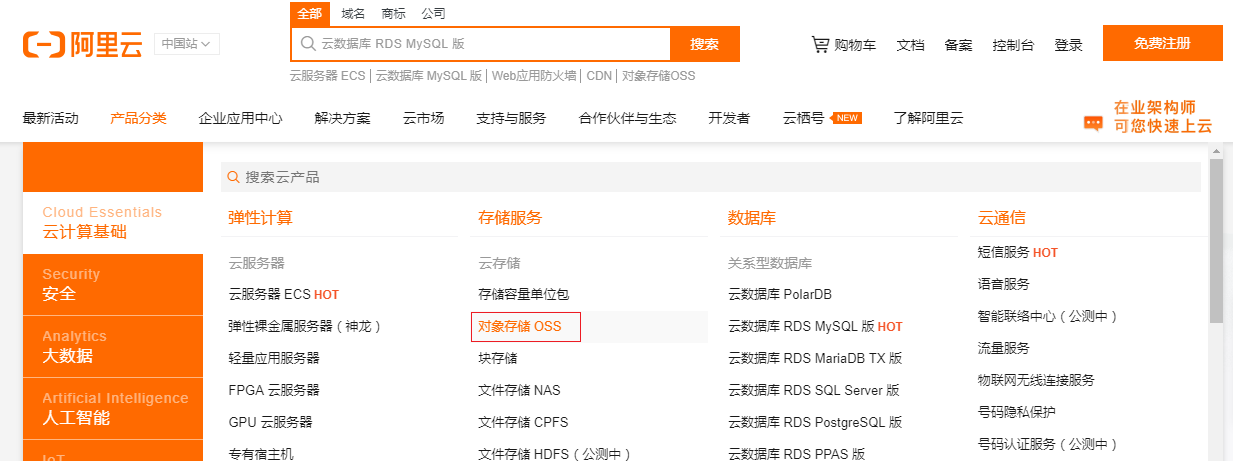 全部 域名 商标 公司
阿里云 中国站 云数据库 RDS MySQL 版 搜索 购物车 文档 备案 控制台 登录 免费注册
云服务器 ECS | 云数据库 MySQL 版 | Web应用防火墙 | CDN | 对象存储OSS
最新活动 产品分类 企业应用中心 解决方案 云市场 支持与服务 合作伙伴与生态 开发者 云栖号 NEW 了解阿里云
在业架构师
可您快速上云
搜索云产品
Cloud Essentials
云计算基础
Security
安全
Analytics
大数据
Artificial Intelligence
人工智能
IoT
弹性计算
云服务器
云服务器 ECS HOT
弹性裸金属服务器（神龙）
轻量应用服务器
FPGA 云服务器
GPU 云服务器
专有宿主机
存储服务
云存储
存储容量单位包
对象存储 OSS
块存储
文件存储 NAS
文件存储 CPFS
文件存储 HDFS（公测中）
数据库
关系型数据库
云数据库 PolarDB
云数据库 RDS MySQL 版 HOT
云数据库 RDS MariaDB TX 版
云数据库 RDS SQL Server 版
云数据库 RDS PostgreSQL 版
云数据库 RDS PPAS 版
云通信
短信服务 HOT
语音服务
智能联络中心（公测中）
流量服务
物联网无线连接服务
号码隐私保护
号码认证服务（公测中）